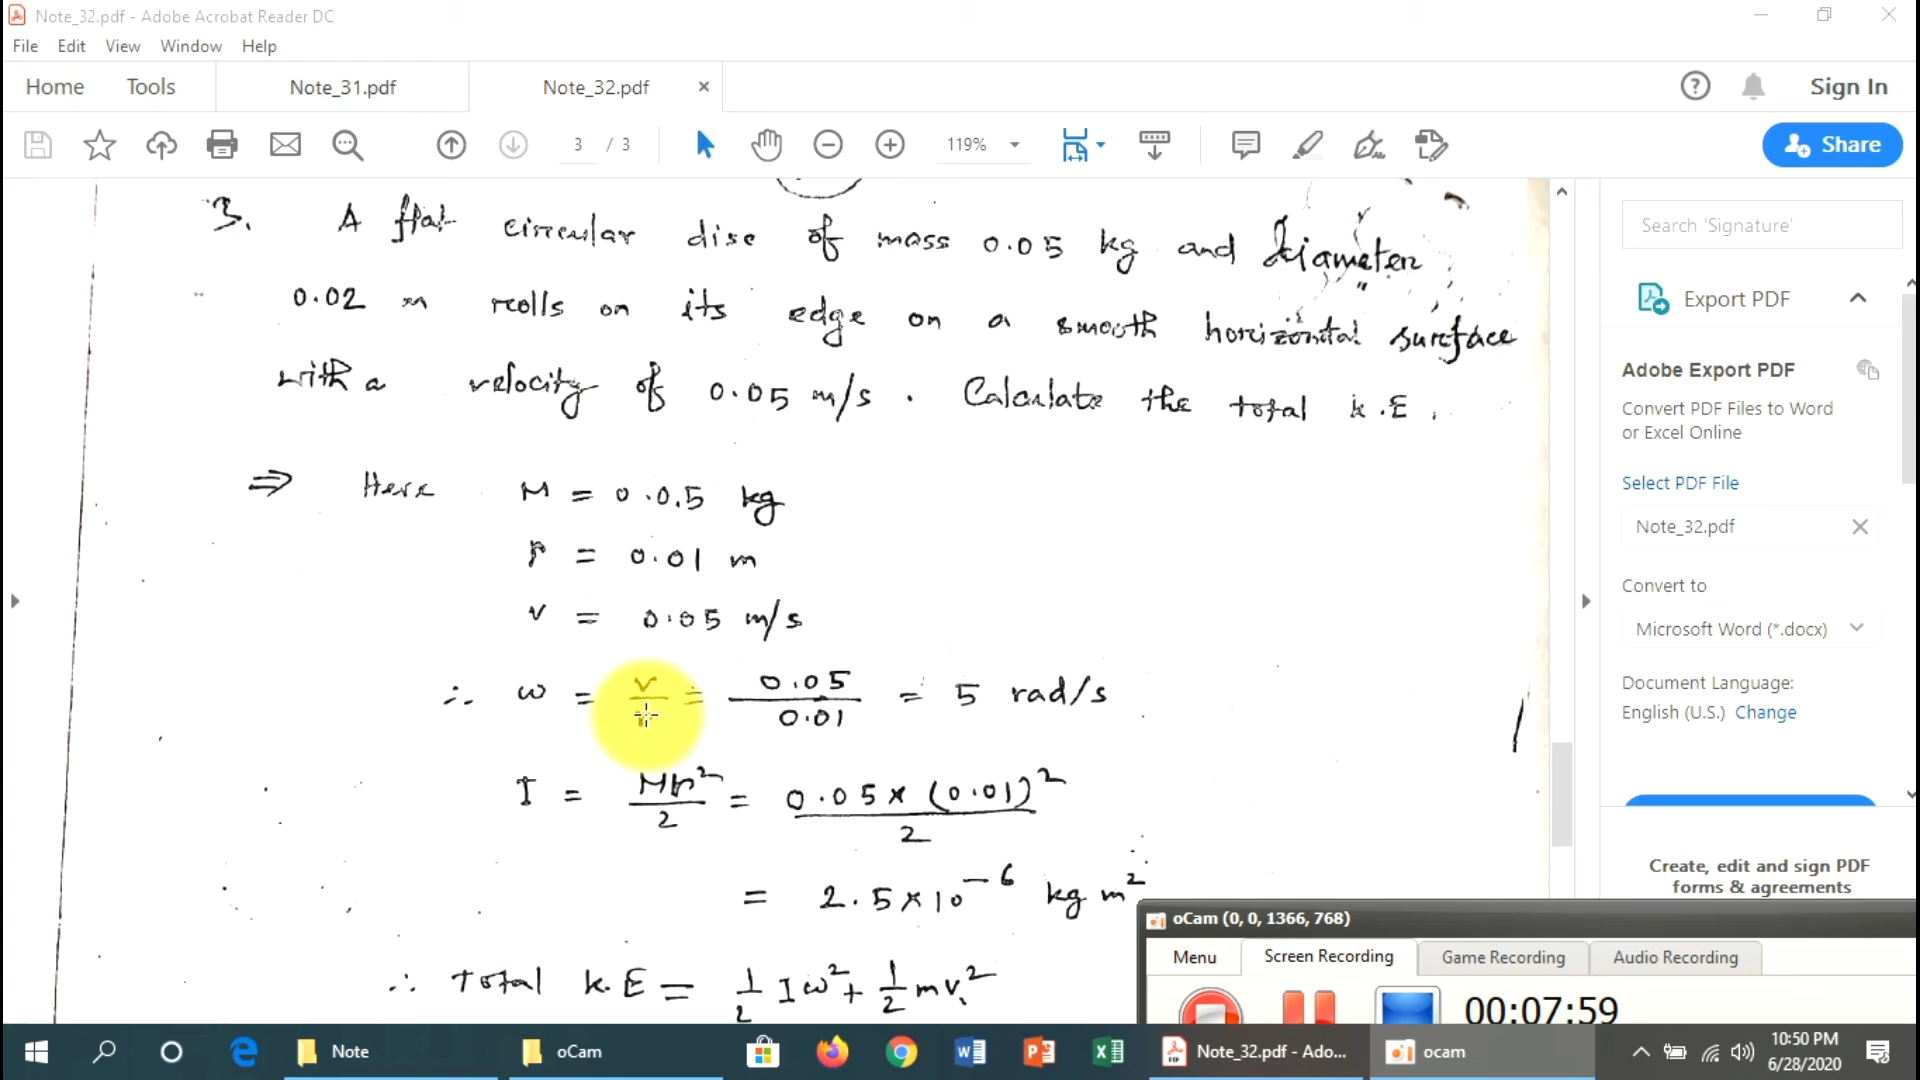 Note_32.pdf - Adobe Acrobat Reader DC
File Edit View Window Help
Home Tools Note_31.pdf Note_32.pdf × Sign In
3 / 3 119% Share
3. A flat circular disc of mass 0.05 kg and diameter
0.02 m rolls on its edge on a smooth horizontal surface
with a velocity of 0.05 m/s. Calculate the total K.E.
⇒ Here M = 0.0.5 kg
r = 0.01 m
v = 0.05 m/s
∴ ω = v/r = 0.05/0.01 = 5 rad/s
I = Mr²/2 = 0.05 × (0.01)²/2
= 2.5 × 10⁻⁶ kg m²
∴ Total K.E = 1/2 Iω² + 1/2 mv²
Search 'Signature'
Export PDF
Adobe Export PDF
Convert PDF Files to Word
or Excel Online
Select PDF File
Note_32.pdf
Convert to
Microsoft Word (*.docx)
Document Language:
English (U.S.) Change
Create, edit and sign PDF
forms & agreements
oCam (0, 0, 1366, 768)
Menu Screen Recording Game Recording Audio Recording
00:07:59
Note oCam Note_32.pdf - Ado... ocam
10:50 PM
6/28/2020